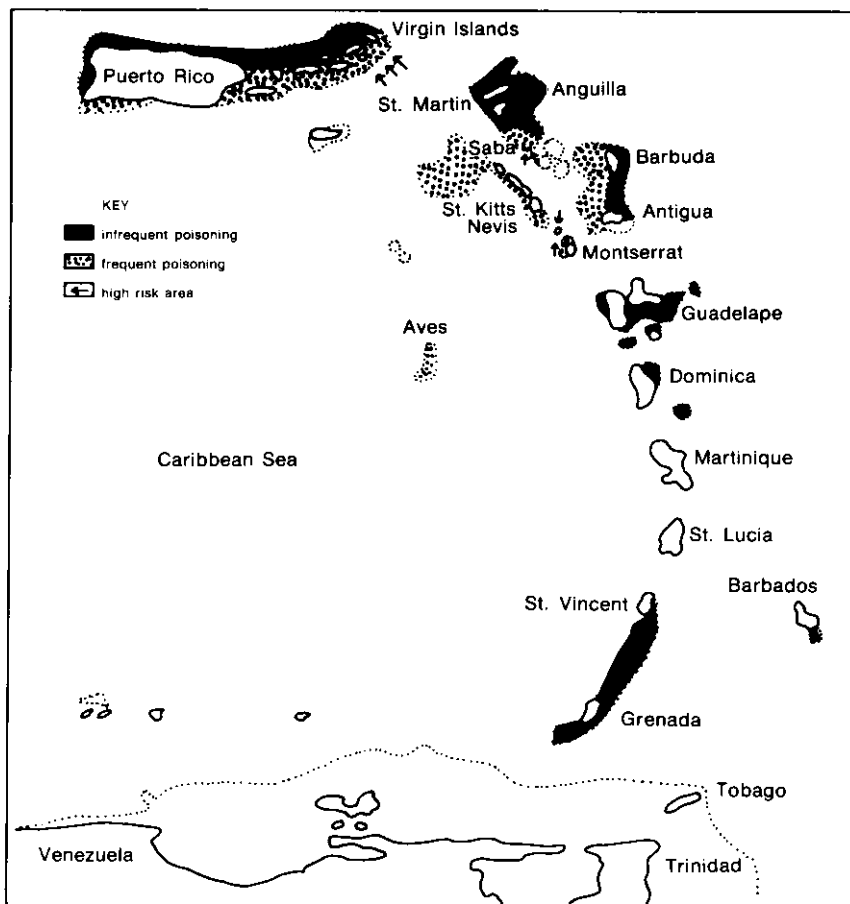 Virgin Islands
Puerto Rico
St. Martin
Anguilla
Saba
Barbuda
KEY
St. Kitts
Nevis
Antigua
infrequent poisoning
Montserrat
frequent poisoning
high risk area
Guadelape
Aves
Dominica
Caribbean Sea
Martinique
St. Lucia
Barbados
St. Vincent
Grenada
Tobago
Venezuela
Trinidad